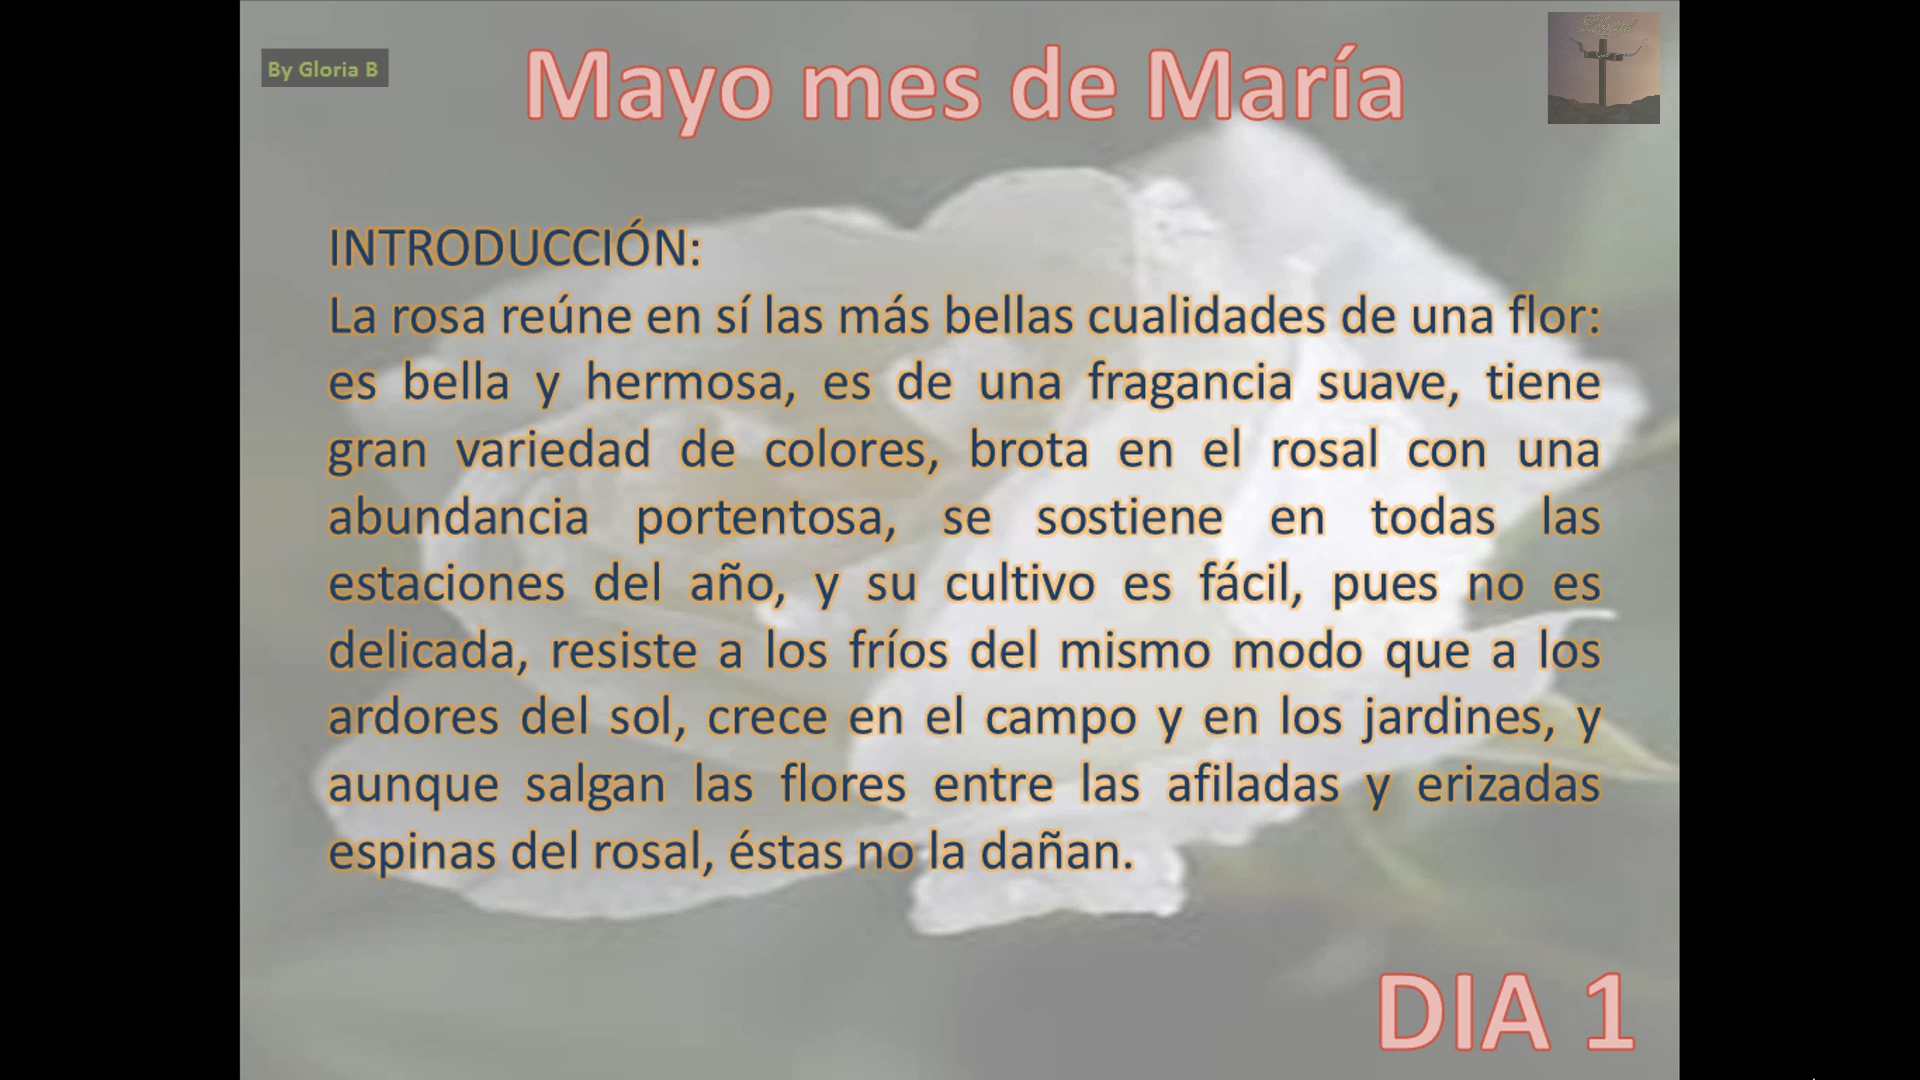 By Gloria B
Mayo mes de María
INTRODUCCIÓN:
La rosa reúne en sí las más bellas cualidades de una flor:
es bella y hermosa, es de una fragancia suave, tiene
gran variedad de colores, brota en el rosal con una
abundancia portentosa, se sostiene en todas las
estaciones del año, y su cultivo es fácil, pues no es
delicada, resiste a los fríos del mismo modo que a los
ardores del sol, crece en el campo y en los jardines, y
aunque salgan las flores entre las afiladas y erizadas
espinas del rosal, éstas no la dañan.
DIA 1